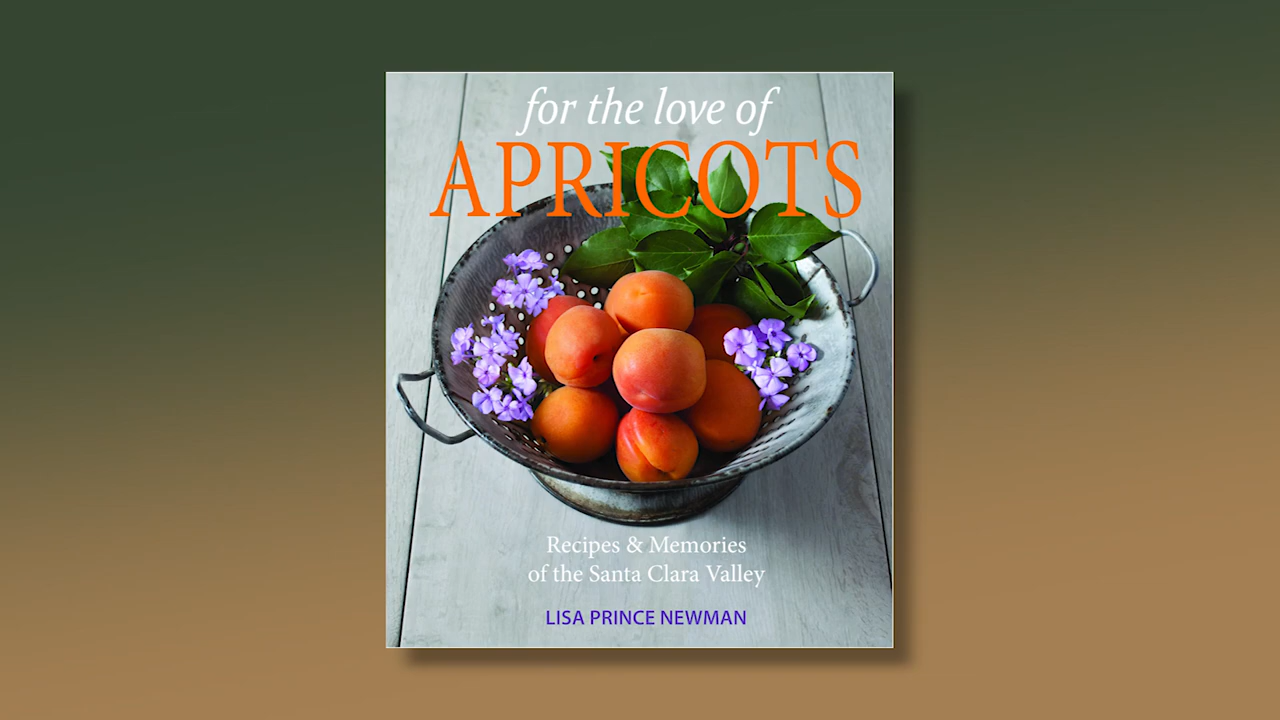 for the love of
APRICOTS
Recipes & Memories
of the Santa Clara Valley
LISA PRINCE NEWMAN